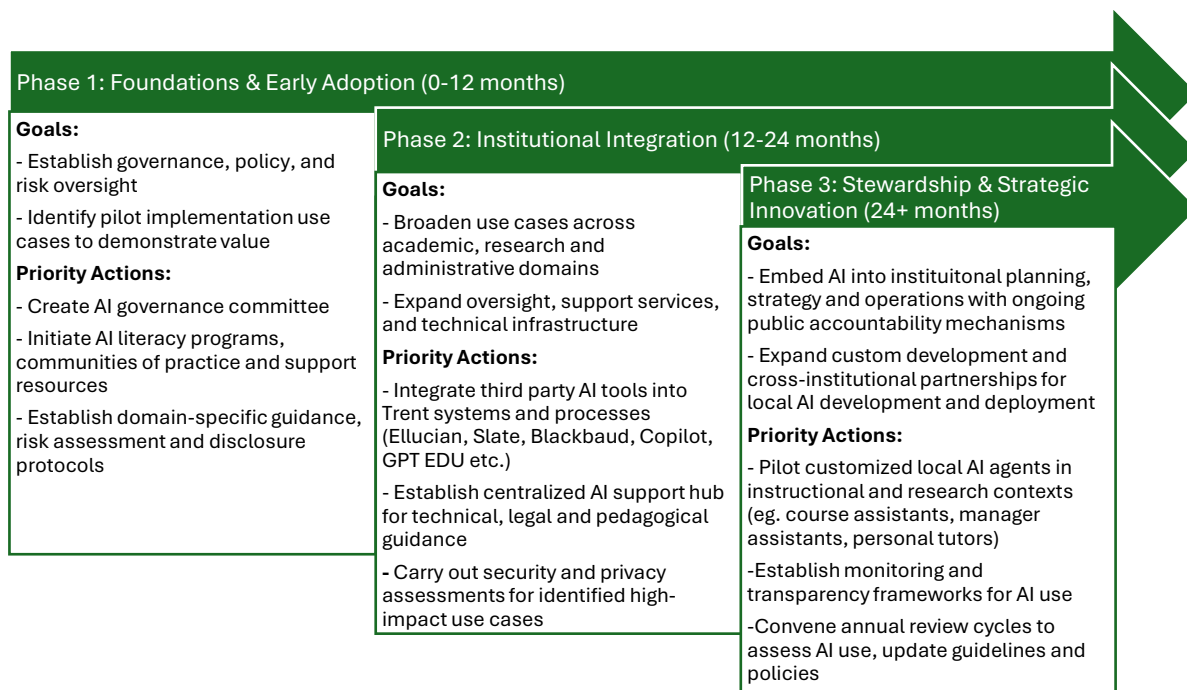 Phase 1: Foundations & Early Adoption (0-12 months)
Goals:
- Establish governance, policy, and
risk oversight
- Identify pilot implementation use
cases to demonstrate value
Priority Actions:
- Create AI governance committee
- Initiate AI literacy programs,
communities of practice and support
resources
- Establish domain-specific guidance,
risk assessment and disclosure
protocols
Phase 2: Institutional Integration (12-24 months)
Goals:
- Broaden use cases across
academic, research and
administrative domains
- Expand oversight, support services,
and technical infrastructure
Priority Actions:
- Integrate third party AI tools into
Trent systems and processes
(Ellucian, Slate, Blackbaud, Copilot,
GPT EDU etc.)
- Establish centralized AI support hub
for technical, legal and pedagogical
guidance
- Carry out security and privacy
assessments for identified high-
impact use cases
Phase 3: Stewardship & Strategic
Innovation (24+ months)
Goals:
- Embed AI into instituitonal planning,
strategy and operations with ongoing
public accountability mechanisms
- Expand custom development and
cross-institutional partnerships for
local AI development and deployment
Priority Actions:
- Pilot customized local AI agents in
instructional and research contexts
(eg. course assistants, manager
assistants, personal tutors)
-Establish monitoring and
transparency frameworks for AI use
-Convene annual review cycles to
assess AI use, update guidelines and
policies